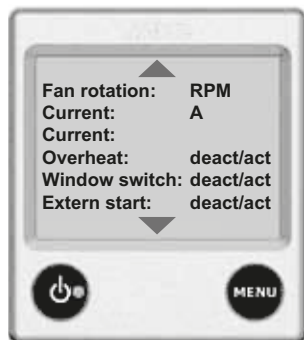 Fan rotation: RPM
Current: A
Current:
Overheat: deact/act
Window switch: deact/act
Extern start: deact/act
MENU